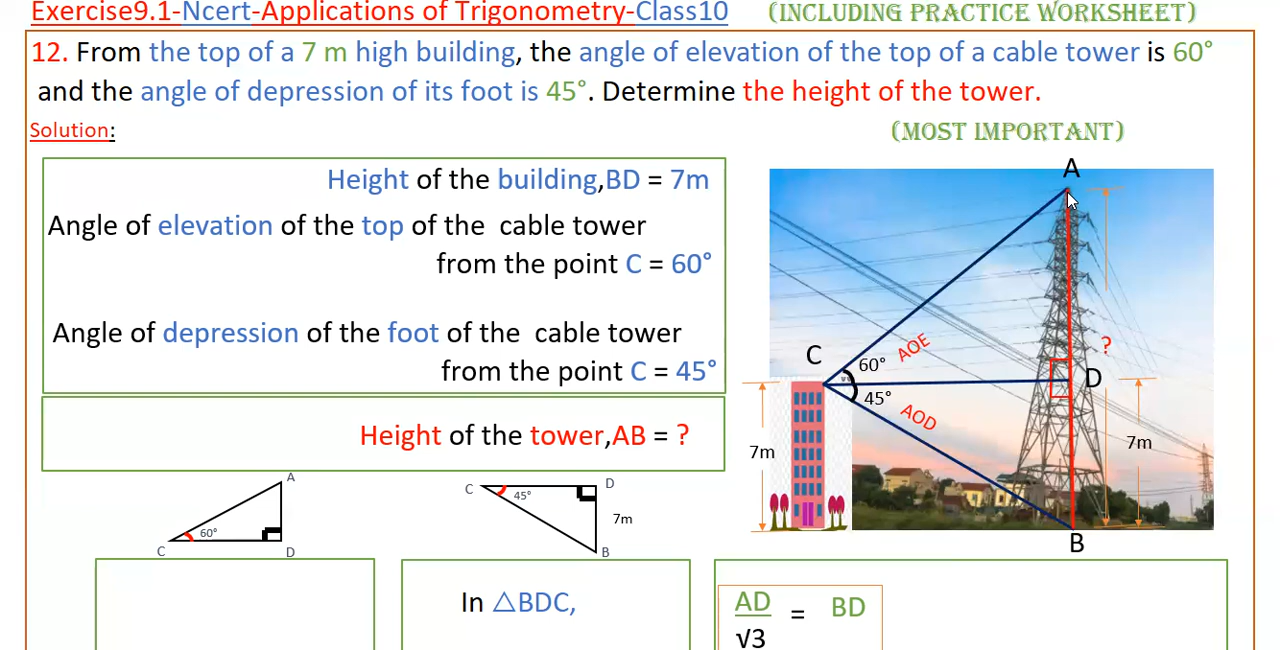 Exercise9.1-Ncert-Applications of Trigonometry-Class10 (INCLUDING PRACTICE WORKSHEET)
12. From the top of a 7 m high building, the angle of elevation of the top of a cable tower is 60°
and the angle of depression of its foot is 45°. Determine the height of the tower.
Solution:
(MOST IMPORTANT)
Height of the building,BD = 7m
Angle of elevation of the top of the cable tower
from the point C = 60°
Angle of depression of the foot of the cable tower
from the point C = 45°
Height of the tower,AB = ?
A
C
60° AOE
?
D
45° AOD
7m
7m
B
A
60°
C
D
C
45°
D
7m
B
In △BDC,
AD = BD
√3